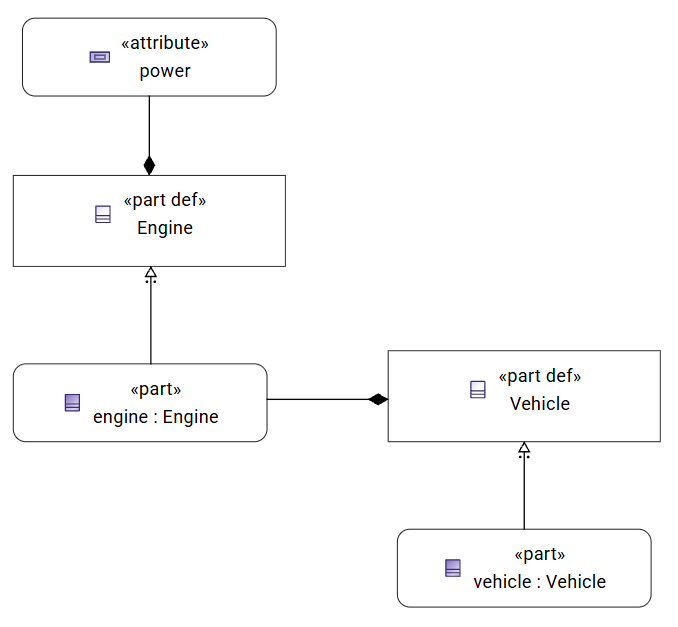 «attribute»
power
«part def»
Engine
«part»
engine : Engine
«part def»
Vehicle
«part»
vehicle : Vehicle